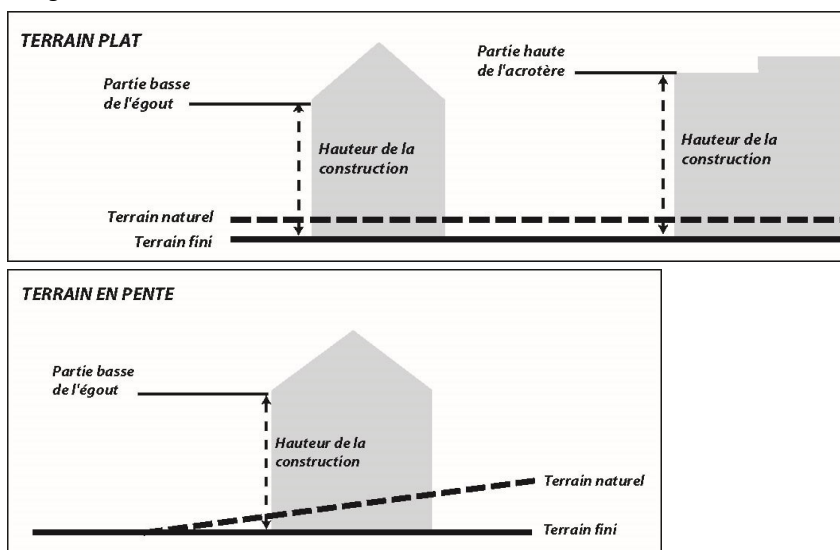 TERRAIN PLAT
Partie basse
de l'égout
Hauteur de la
construction
Partie haute
de l'acrotère
Hauteur de la
construction
Terrain naturel
Terrain fini
TERRAIN EN PENTE
Partie basse
de l'égout
Hauteur de la
construction
Terrain naturel
Terrain fini